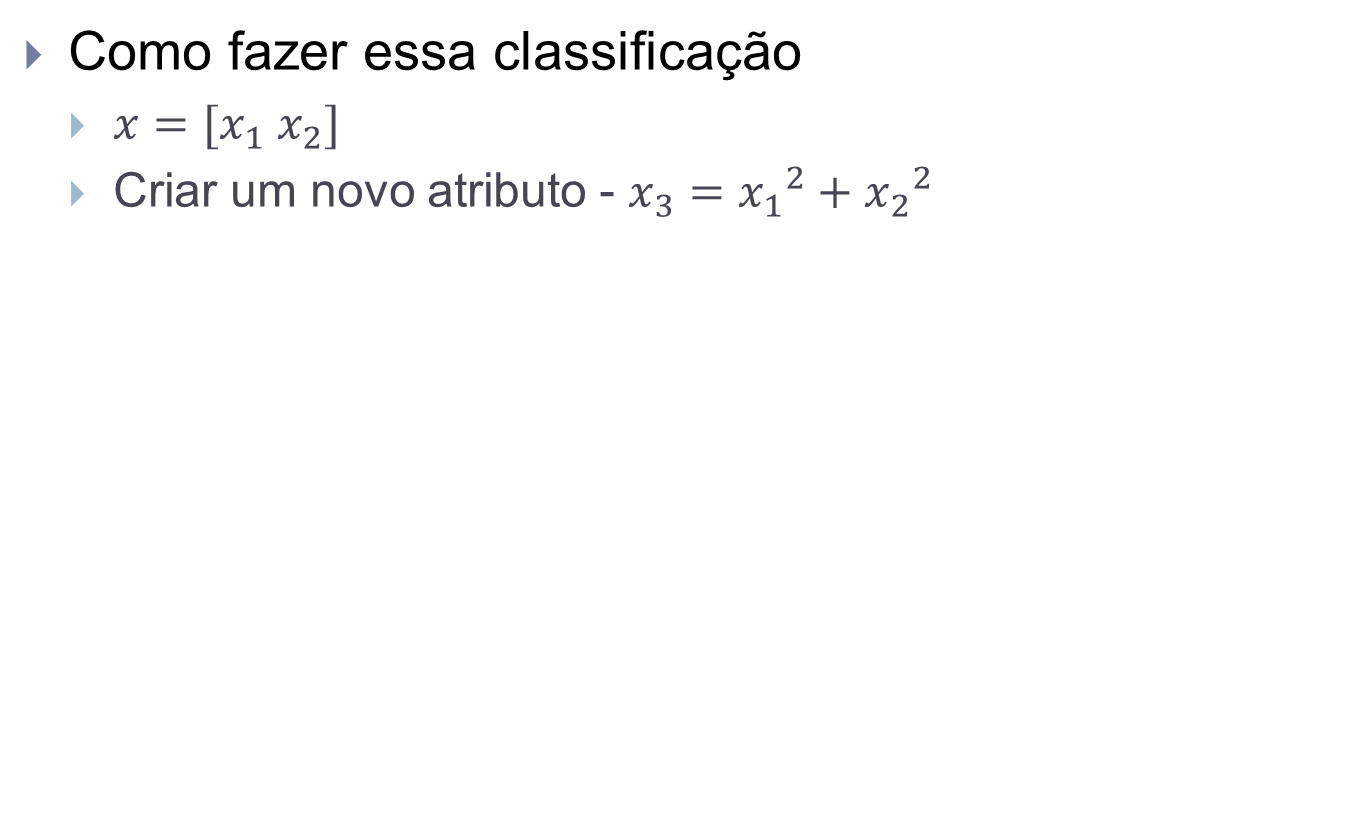 Como fazer essa classificação
x = [x₁ x₂]
Criar um novo atributo - x₃ = x₁² + x₂²